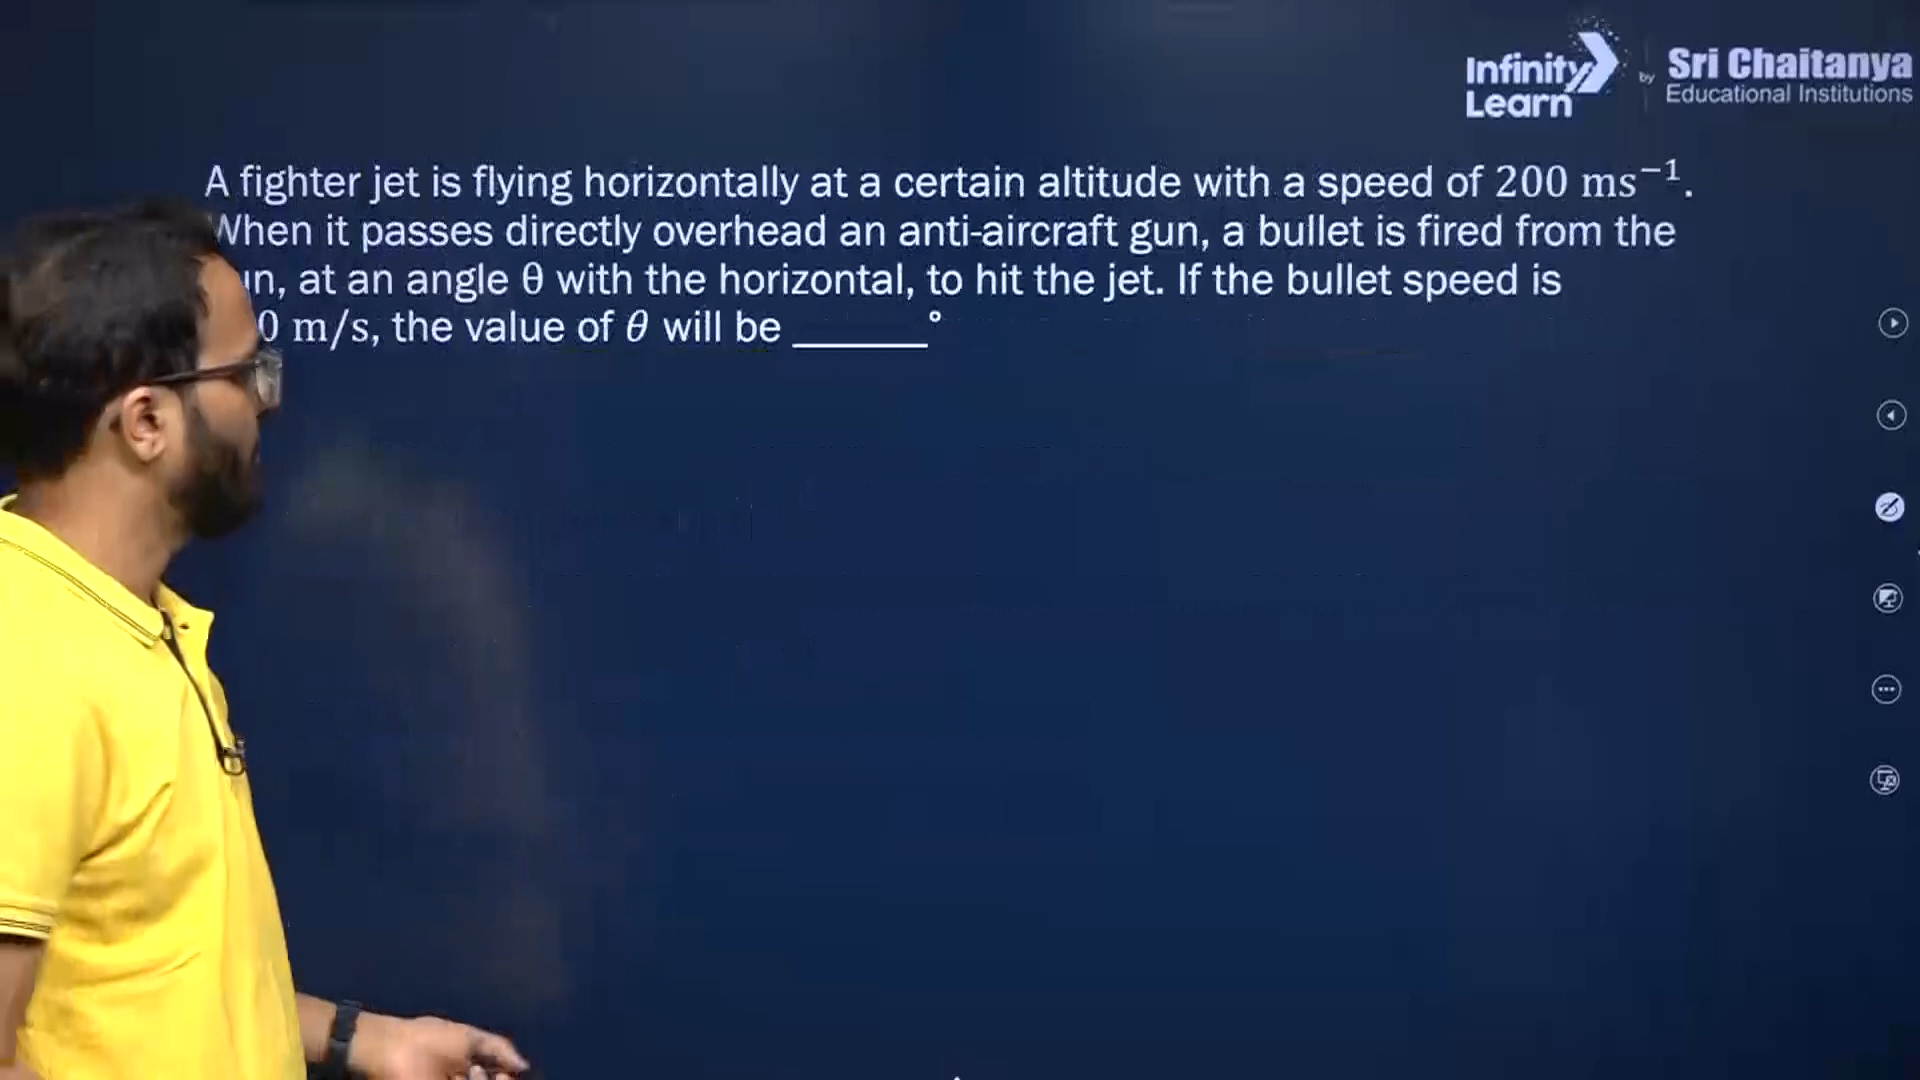 Infinity Learn by Sri Chaitanya Educational Institutions
A fighter jet is flying horizontally at a certain altitude with a speed of 200 ms⁻¹.
When it passes directly overhead an anti-aircraft gun, a bullet is fired from the
at an angle θ with the horizontal, to hit the jet. If the bullet speed is
m/s, the value of θ will be _______°